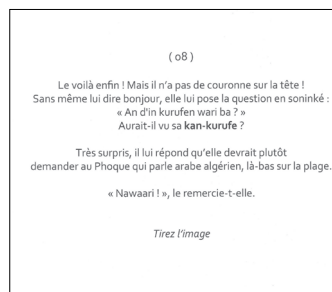 ( 08 )
Le voilà enfin ! Mais il n'a pas de couronne sur la tête !
Sans même lui dire bonjour, elle lui pose la question en soninké :
« An d'in kurufen wari ba ? »
Aurait-il vu sa kan-kurufe ?
Très surpris, il lui répond qu'elle devrait plutôt
demander au Phoque qui parle arabe algérien, là-bas sur la plage.
« Nawaari ! », le remercie-t-elle.
Tirez l'image